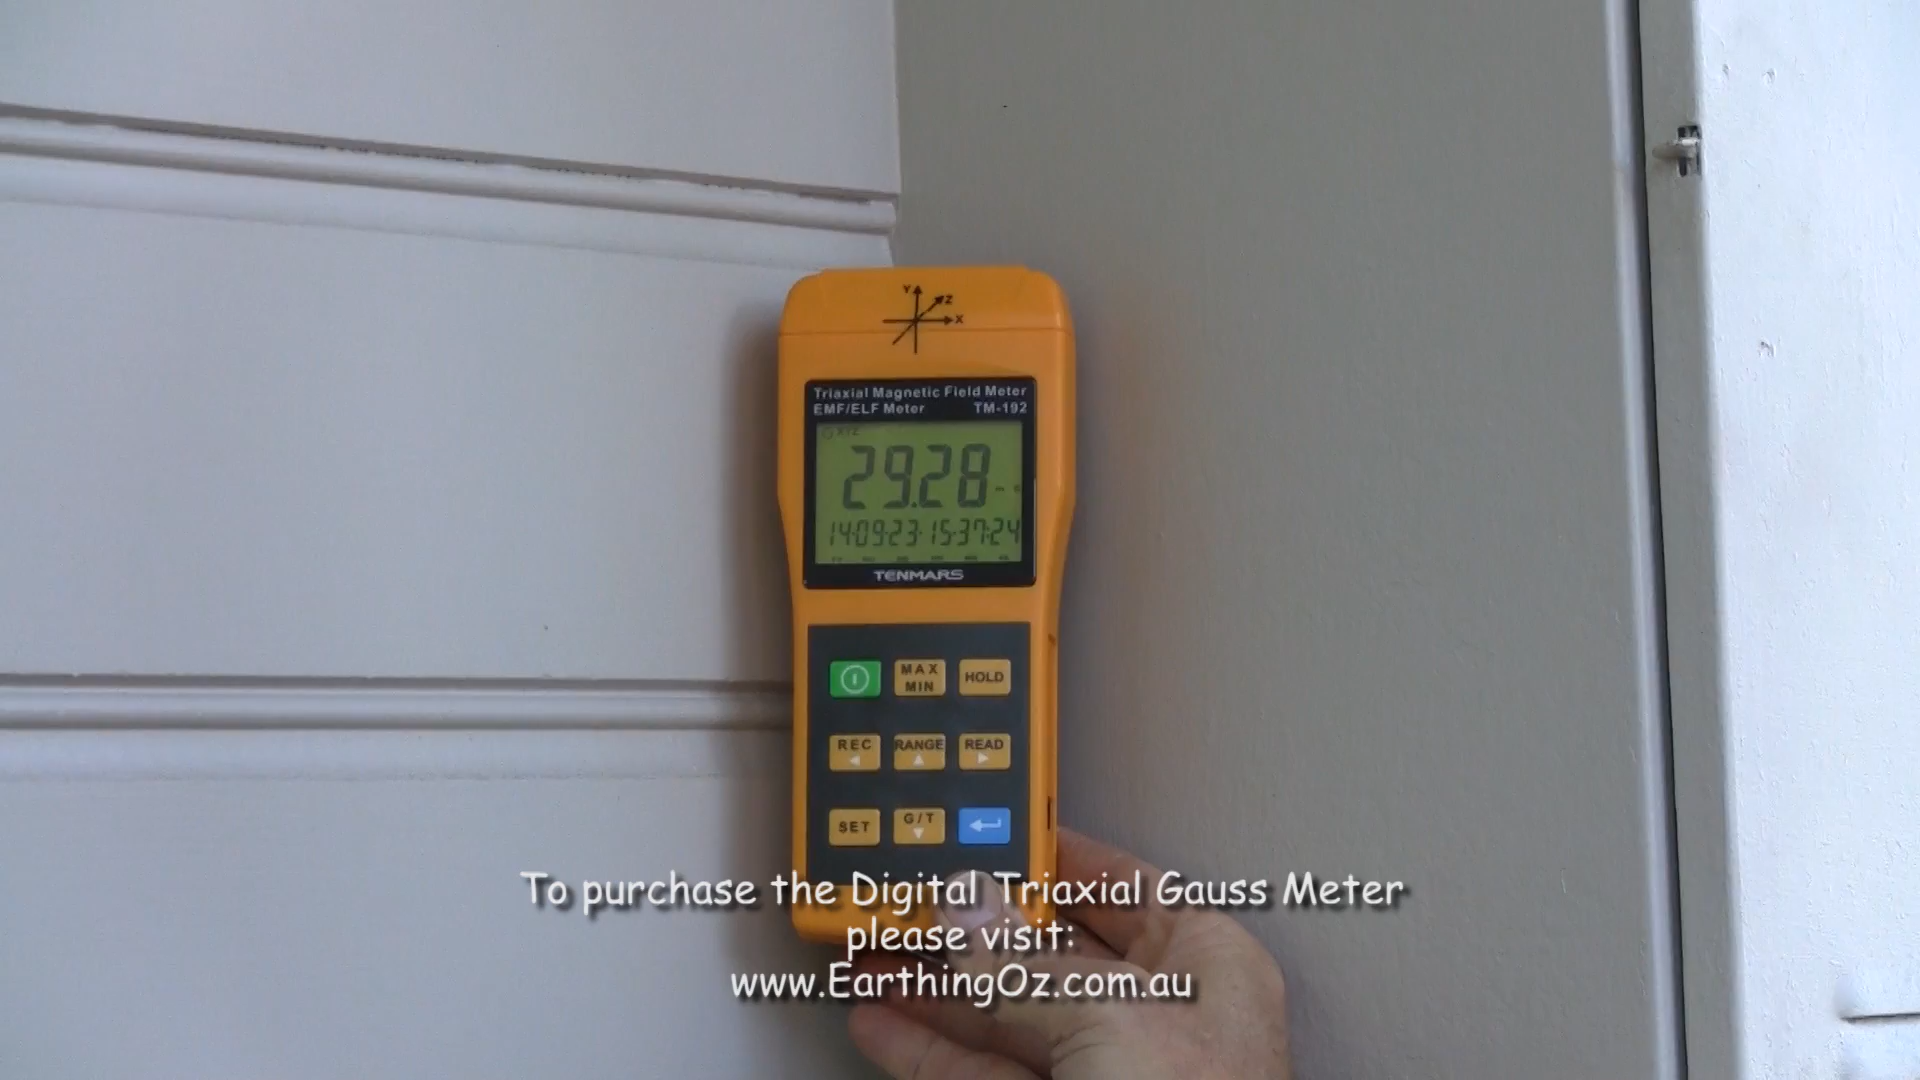 Y
Z
X
Triaxial Magnetic Field Meter
EMF/ELF Meter TM-192
29.28
14:09:23:15:37:24
TENMARS
MAX
MIN
HOLD
REC
RANGE
READ
SET
G/T
To purchase the Digital Triaxial Gauss Meter
please visit:
www.EarthingOz.com.au